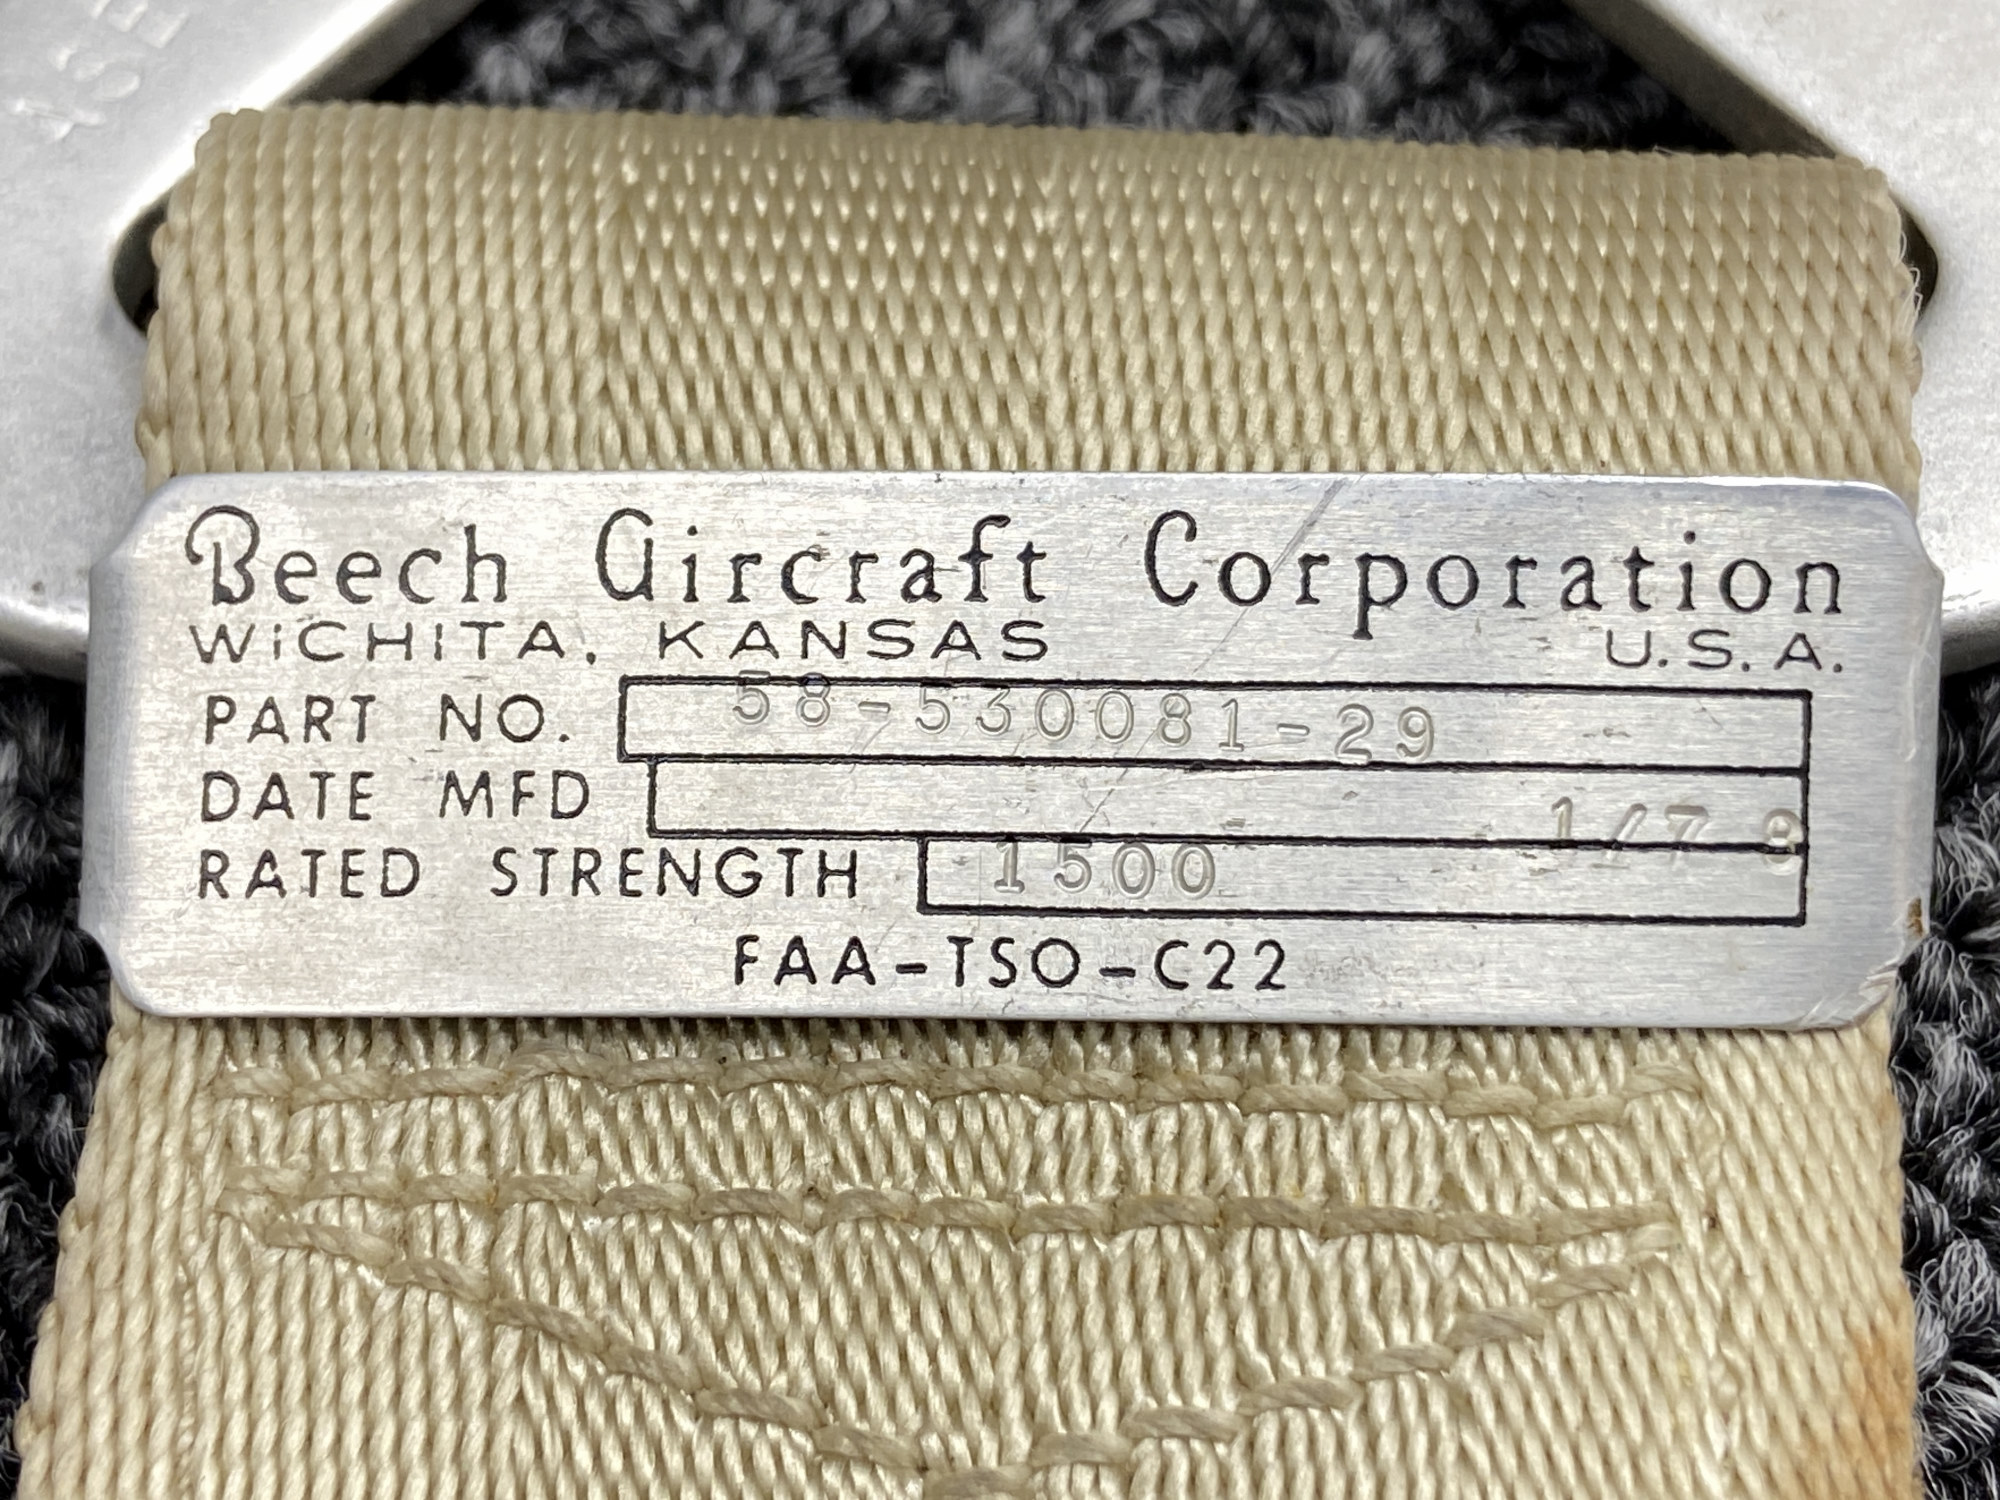 Beech Aircraft Corporation
WiCHITA, KANSAS U.S.A.
PART NO. 58-530081-29
DATE MFD 1/78
RATED STRENGTH 1500
FAA-TSO-C22